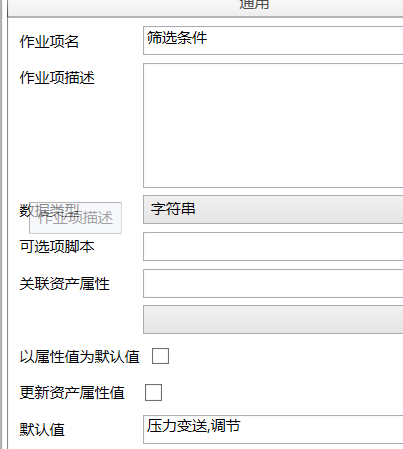 通用
作业项名 筛选条件
作业项描述
数据类型 字符串
作业项描述
可选项脚本
关联资产属性
以属性值为默认值
更新资产属性值
默认值 压力变送,调节